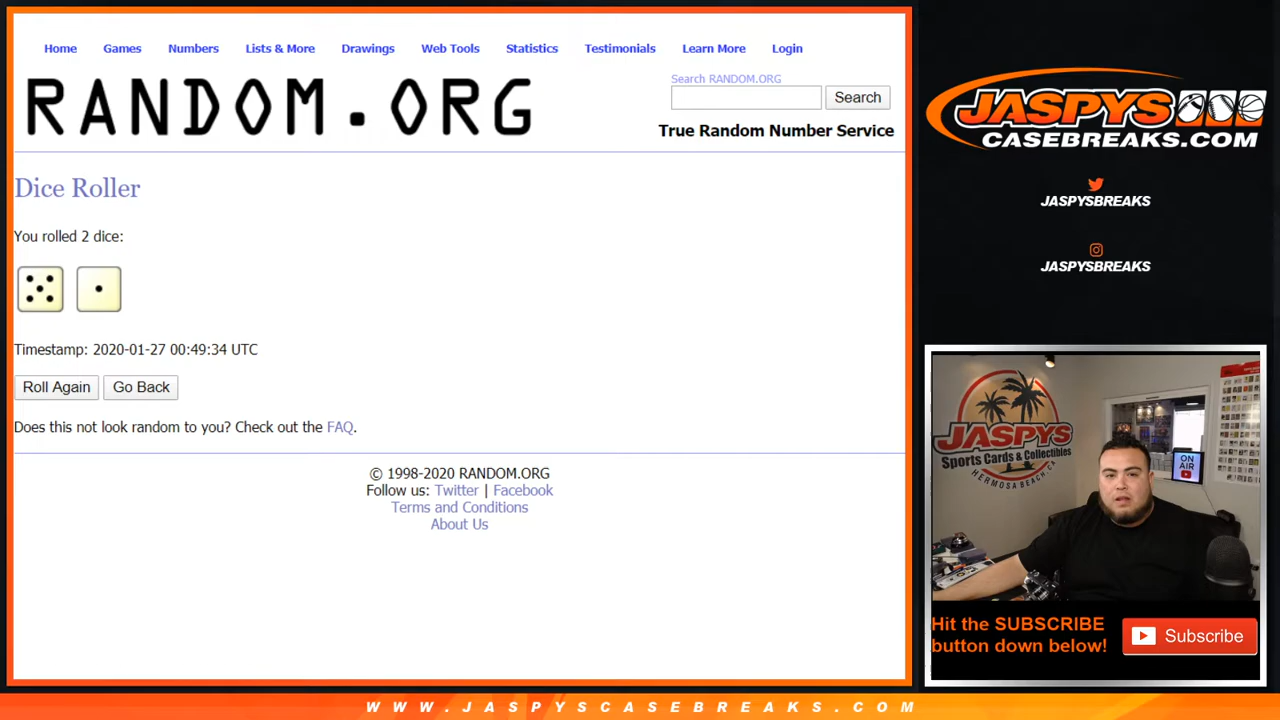 Home Games Numbers Lists & More Drawings Web Tools Statistics Testimonials Learn More Login
RANDOM.ORG
Search RANDOM.ORG
Search
True Random Number Service
Dice Roller
You rolled 2 dice:
Timestamp: 2020-01-27 00:49:34 UTC
Roll Again Go Back
Does this not look random to you? Check out the FAQ.
© 1998-2020 RANDOM.ORG
Follow us: Twitter | Facebook
Terms and Conditions
About Us
JASPYS
CASEBREAKS.COM
JASPYSBREAKS
JASPYSBREAKS
JASPYS
Sports Cards & Collectibles
HERMOSA BEACH, CA
ON
AIR
Hit the SUBSCRIBE
button down below!
Subscribe
WWW.JASPYSCASEBREAKS.COM